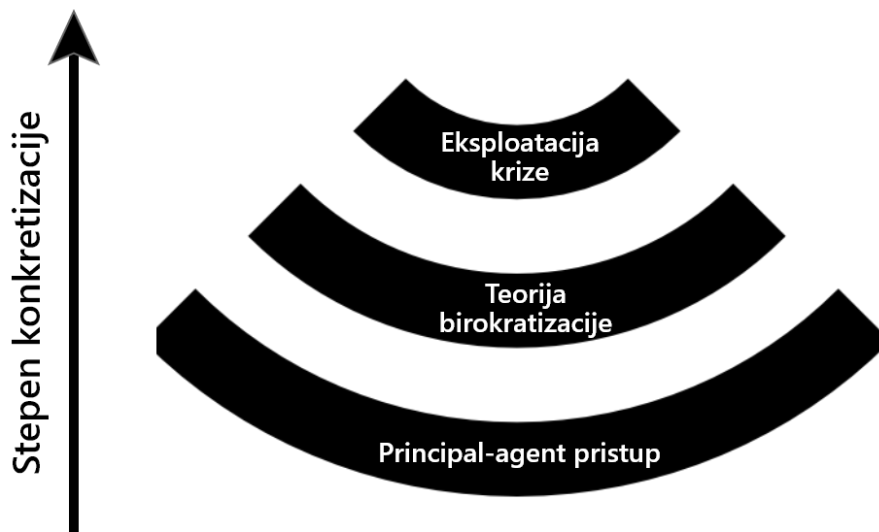 Stepen konkretizacije
Eksploatacija
krize
Teorija
birokratizacije
Principal-agent pristup